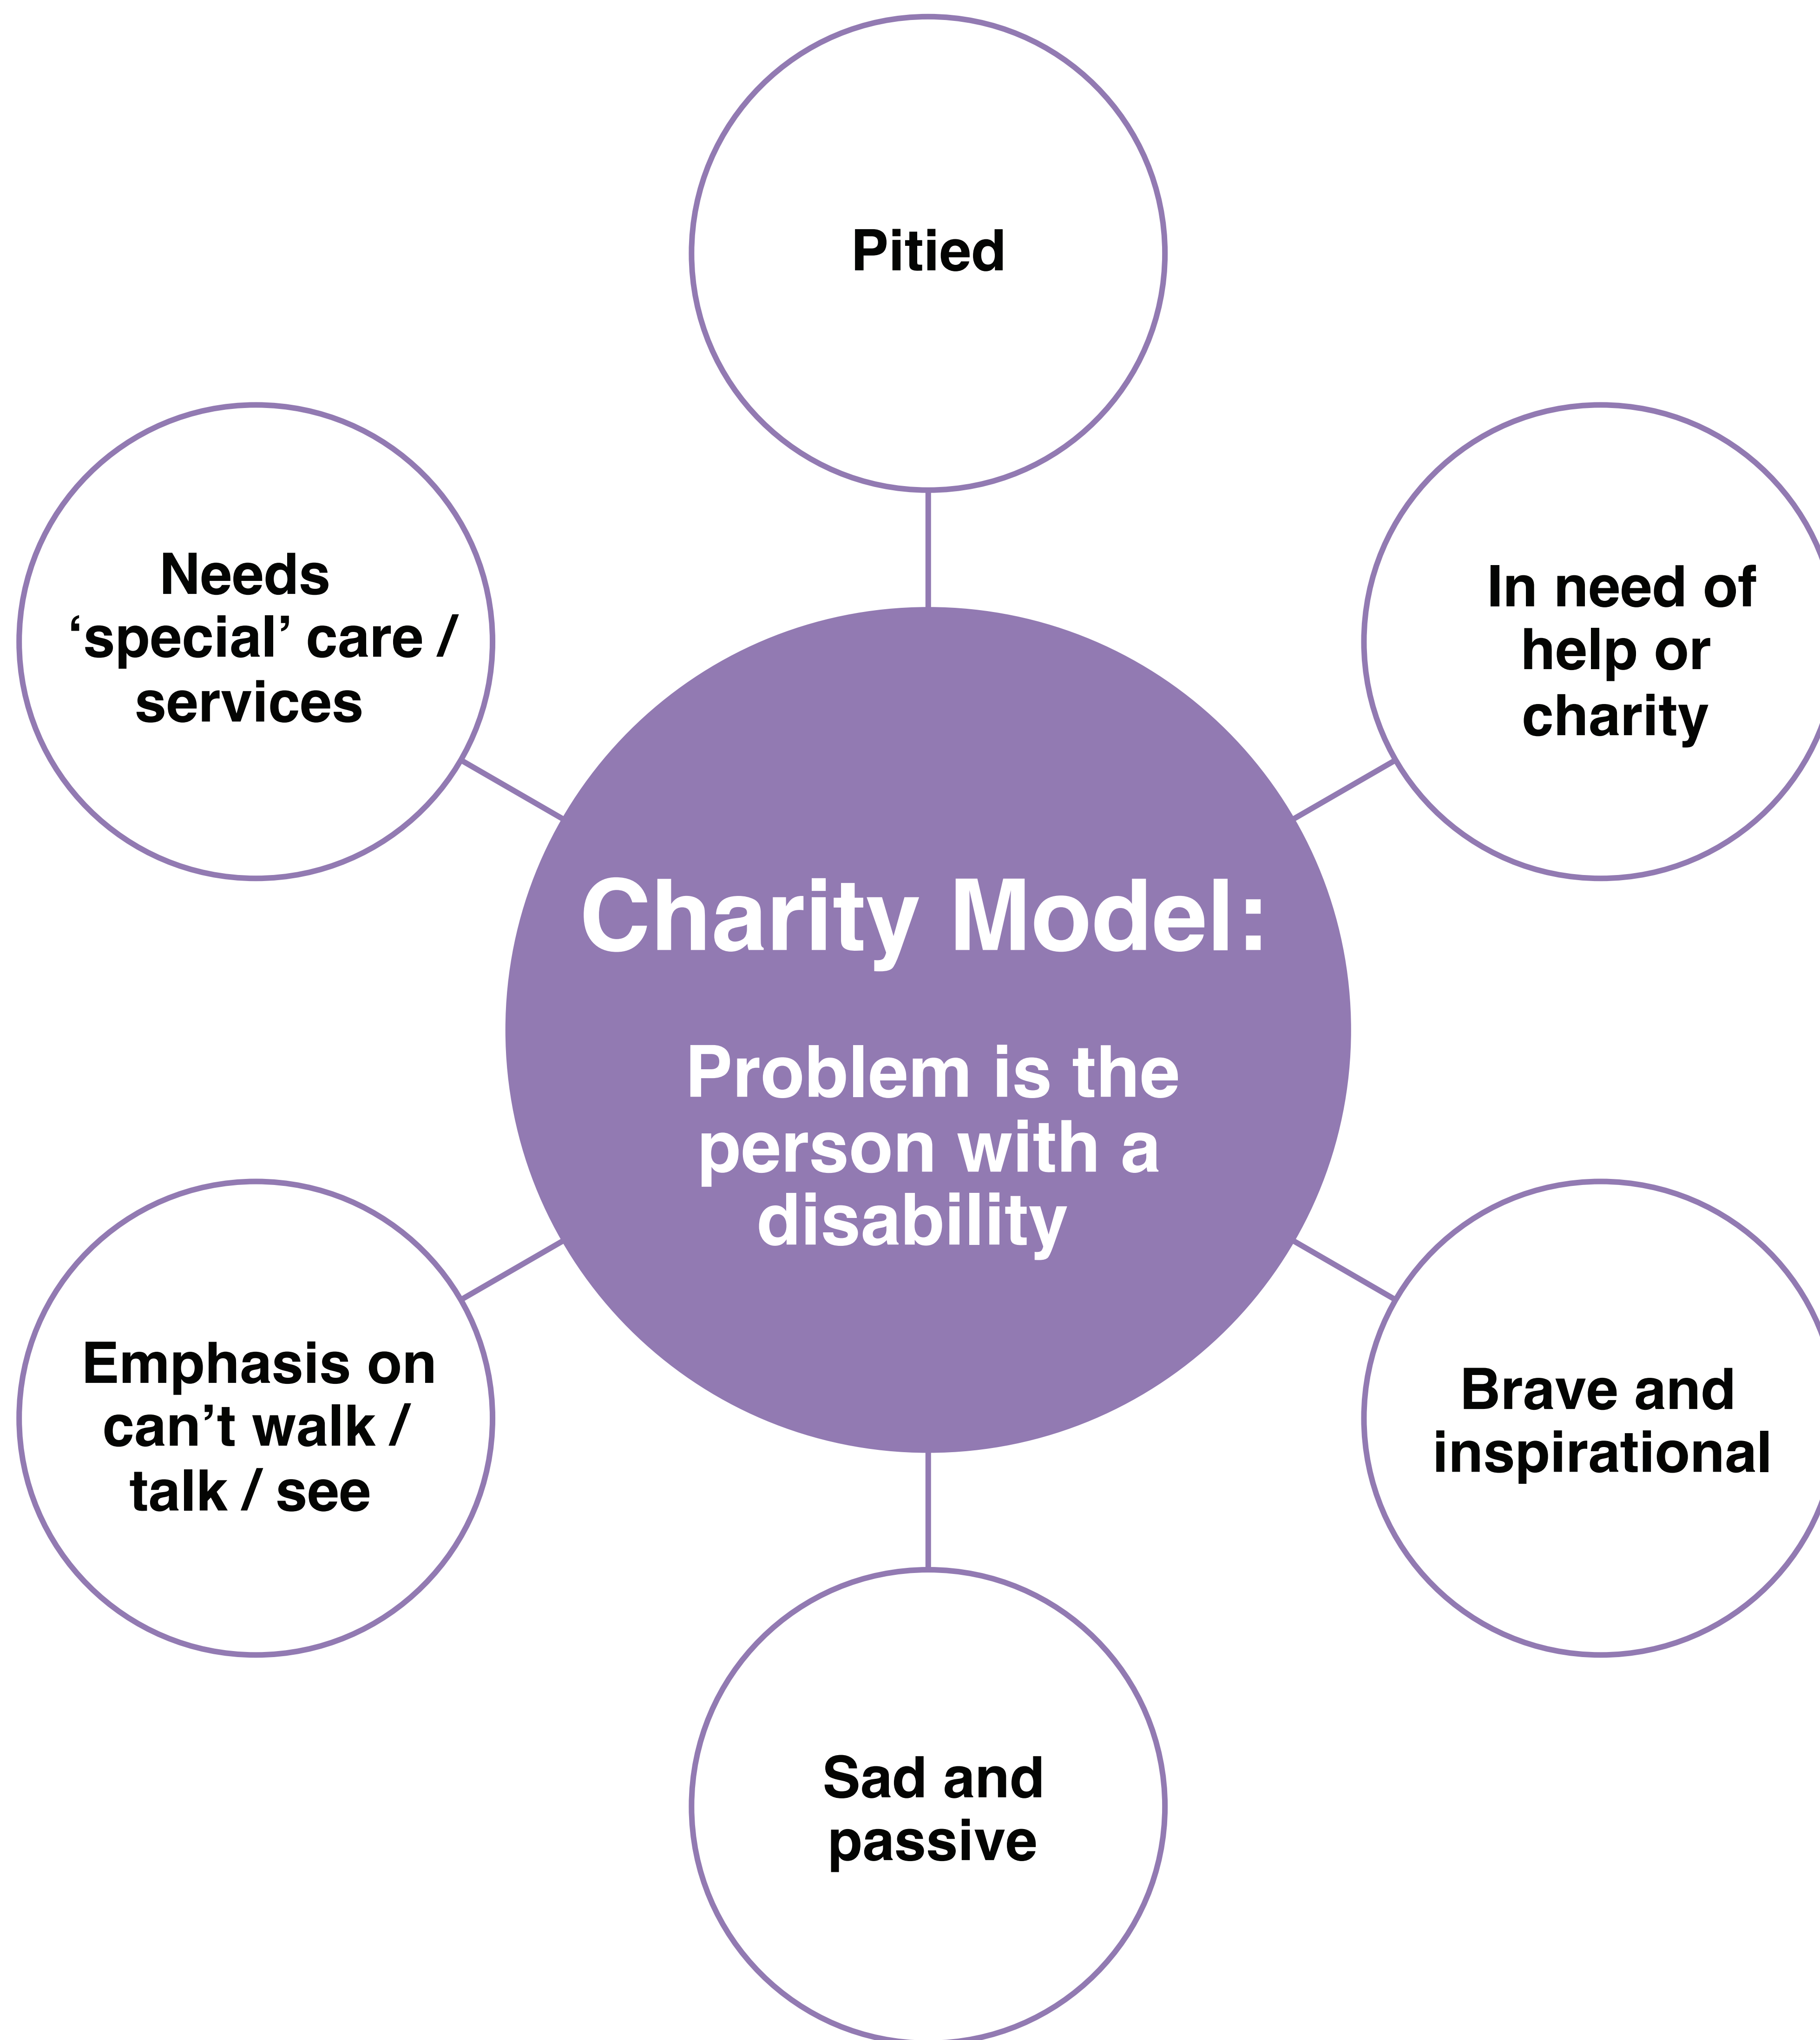 Pitied
Needs
‘special’ care /
services
In need of
help or
charity
Charity Model:
Problem is the
person with a
disability
Emphasis on
can’t walk /
talk / see
Brave and
inspirational
Sad and
passive